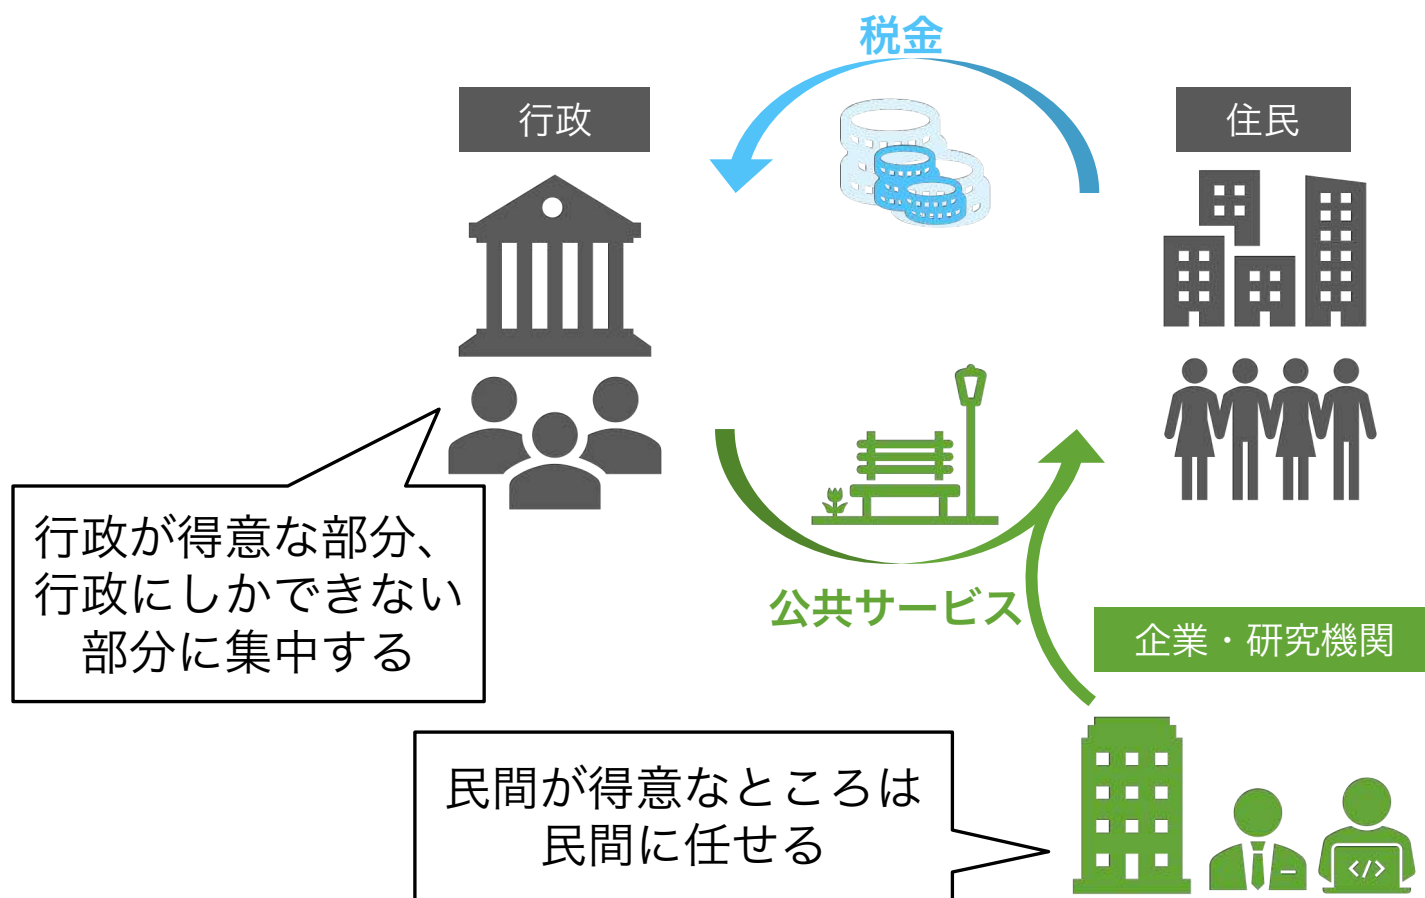 税金
行政
住民
行政が得意な部分、
行政にしかできない
部分に集中する
公共サービス
企業・研究機関
民間が得意なところは
民間に任せる
</>